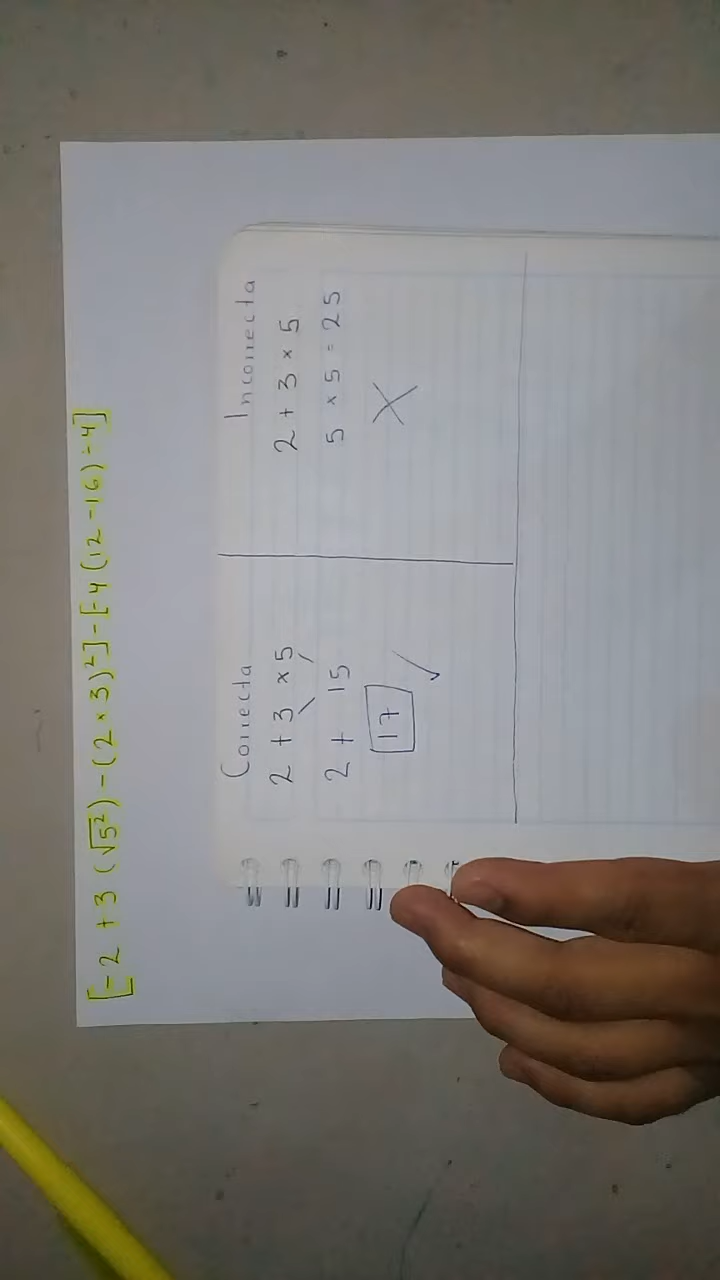 [-2 + 3 (√5²) - (2 × 3)²] - [-4 (12 - 16) ÷ 4]
Correcta
2 + 3 × 5
2 + 15
17
Incorrecta
2 + 3 × 5
5 × 5 = 25